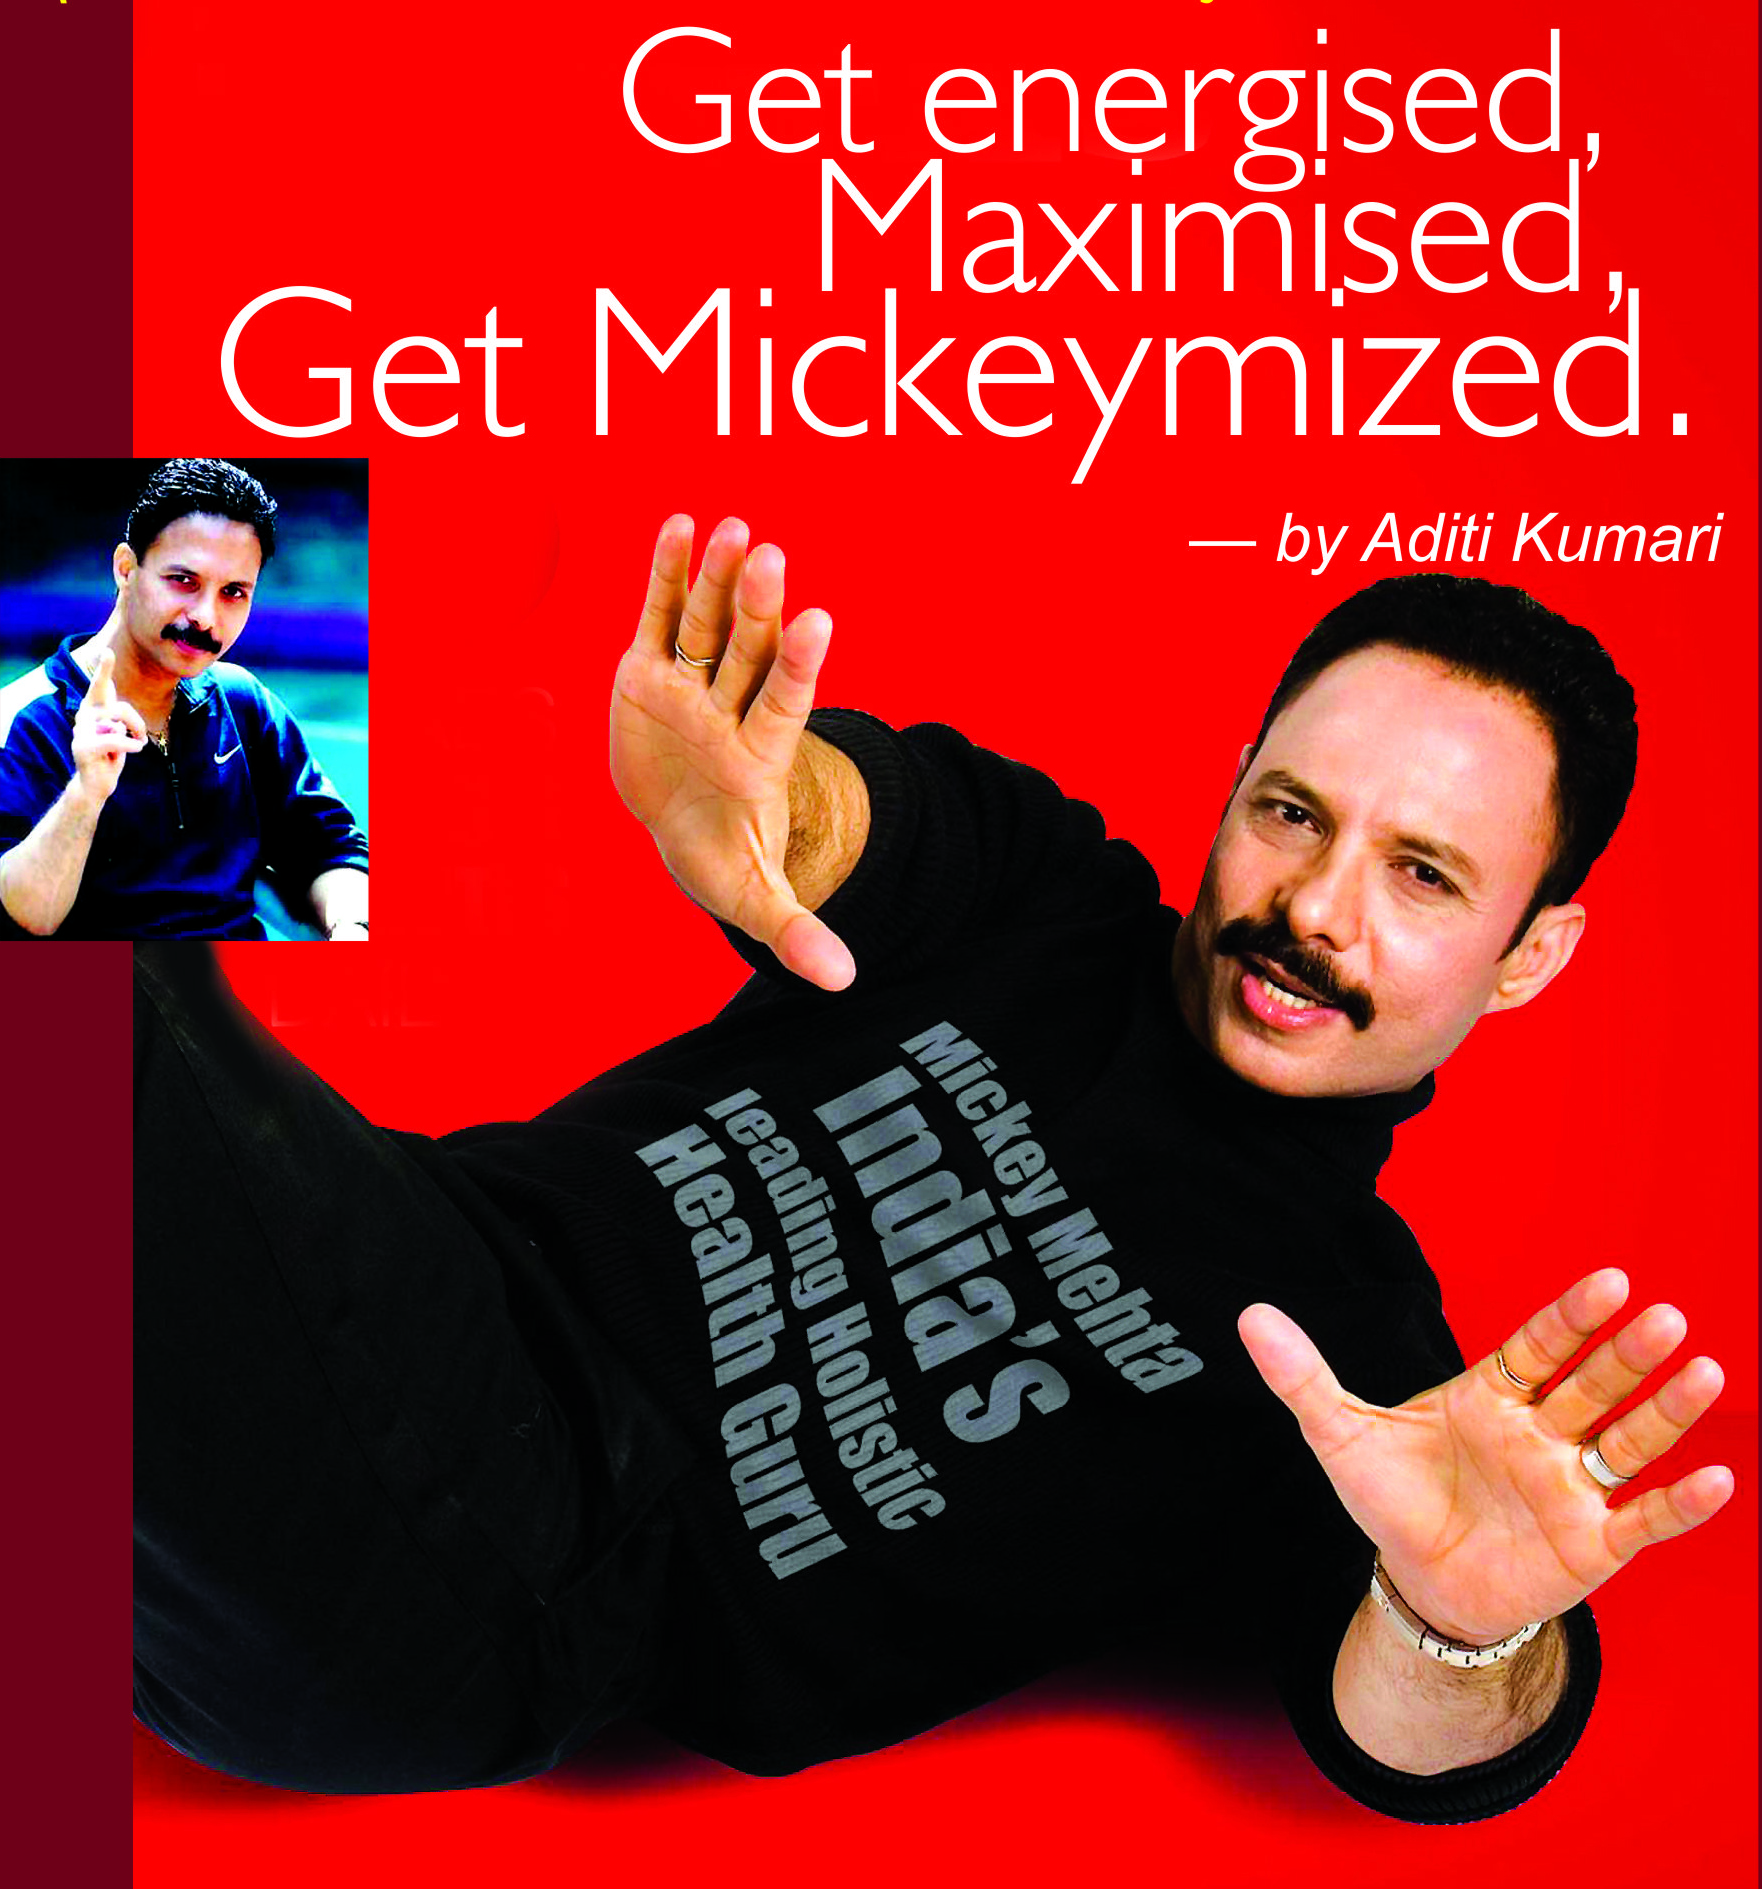 Get energised,
Maximised,
Get Mickeymized.
— by Aditi Kumari
Mickey Mehta
India's
leading Holistic
Health Guru